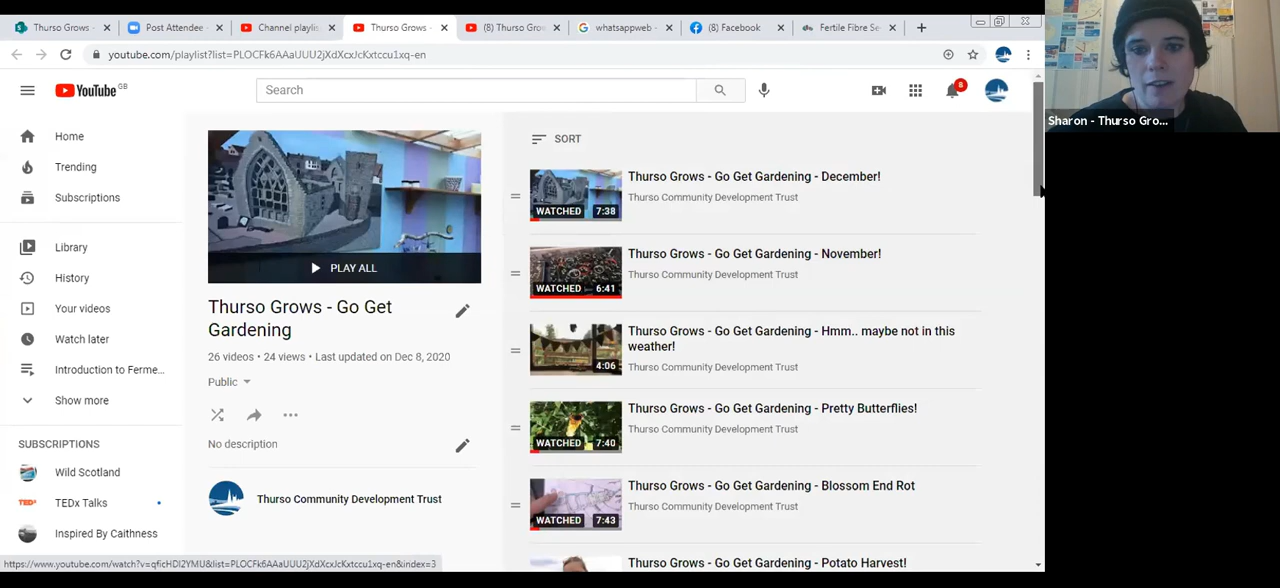 Thurso Grows -
Post Attendee -
Channel playlis
Thurso Grows -
(8) Thurso Gro
whatsappweb -
(8) Facebook
Fertile Fibre Se
youtube.com/playlist?list=PLOCFk6AAaUUU2jXdXcxJcKxtccu1xq-en
YouTube GB
Search
8
Home
Trending
Subscriptions
Library
History
Your videos
Watch later
Introduction to Ferme...
Show more
SUBSCRIPTIONS
Wild Scotland
TEDx
TEDx Talks
Inspired By Caithness
PLAY ALL
Thurso Grows - Go Get
Gardening
26 videos • 24 views • Last updated on Dec 8, 2020
Public
No description
Thurso Community Development Trust
SORT
WATCHED 7:38
Thurso Grows - Go Get Gardening - December!
Thurso Community Development Trust
WATCHED 6:41
Thurso Grows - Go Get Gardening - November!
Thurso Community Development Trust
4:06
Thurso Grows - Go Get Gardening - Hmm.. maybe not in this
weather!
Thurso Community Development Trust
WATCHED 7:40
Thurso Grows - Go Get Gardening - Pretty Butterflies!
Thurso Community Development Trust
WATCHED 7:43
Thurso Grows - Go Get Gardening - Blossom End Rot
Thurso Community Development Trust
Thurso Grows - Go Get Gardening - Potato Harvest!
https://www.youtube.com/watch?v=qficHDl2YMU&list=PLOCFk6AAaUUU2jXdXcxJcKxtccu1xq-en&index=3
Sharon - Thurso Gro...